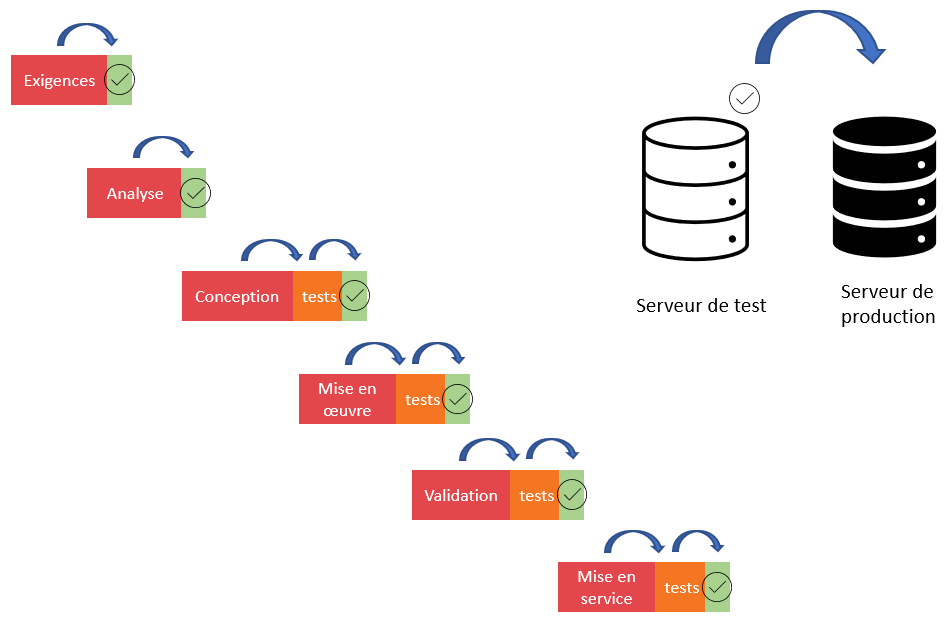 Exigences
Analyse
Conception
tests
Serveur de test
Serveur de
production
Mise en
œuvre
tests
Validation
tests
Mise en
service
tests